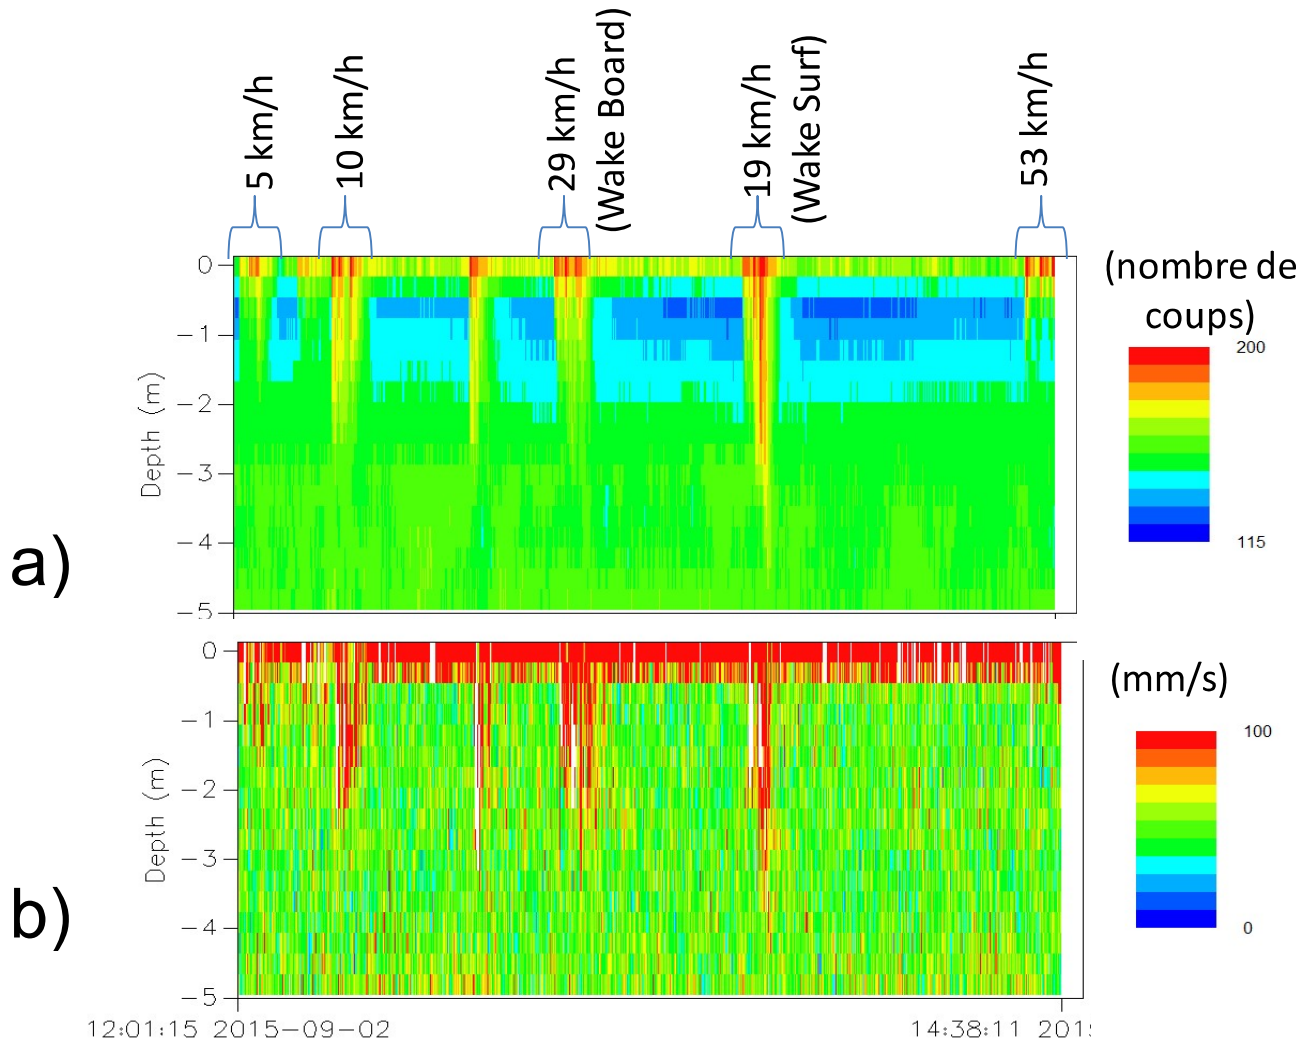 5 km/h
10 km/h
29 km/h
(Wake Board)
19 km/h
(Wake Surf)
53 km/h
a)
Depth (m)
0
−1
−2
−3
−4
−5
(nombre de
coups)
200
115
b)
Depth (m)
0
−1
−2
−3
−4
−5
(mm/s)
100
0
12:01:15 2015−09−02
14:38:11 201